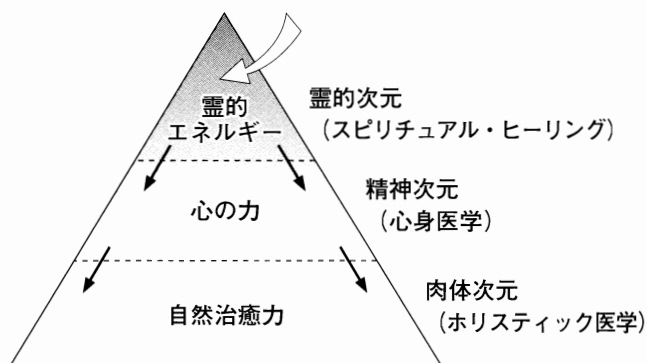 霊的
エネルギー
霊的次元
（スピリチュアル・ヒーリング）
心の力
精神次元
（心身医学）
自然治癒力
肉体次元
（ホリスティック医学）